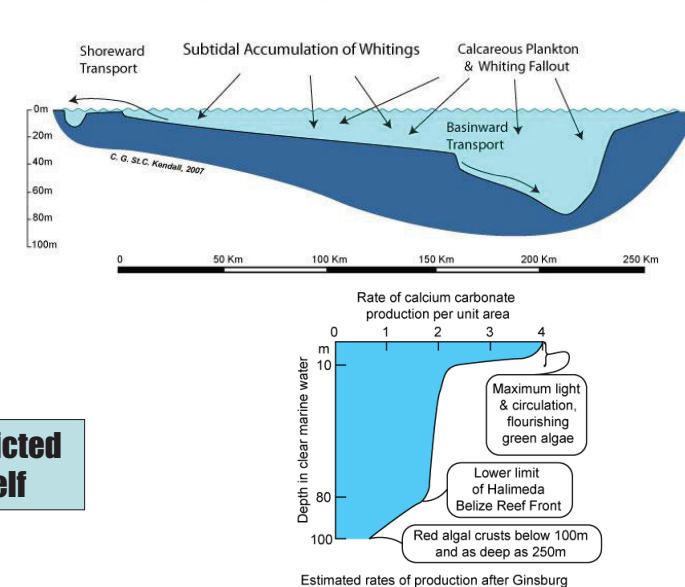 Shoreward
Transport
Subtidal Accumulation of Whitings
Calcareous Plankton
& Whiting Fallout
0m
20m
40m
60m
80m
100m
Basinward
Transport
C. G. St.C. Kendall, 2007
0 50 Km 100 Km 150 Km 200 Km 250 Km
Rate of calcium carbonate
production per unit area
0 1 2 3 4
m
10
80
100
Depth in clear marine water
Maximum light
& circulation,
flourishing
green algae
Lower limit
of Halimeda
Belize Reef Front
Red algal crusts below 100m
and as deep as 250m
Estimated rates of production after Ginsburg